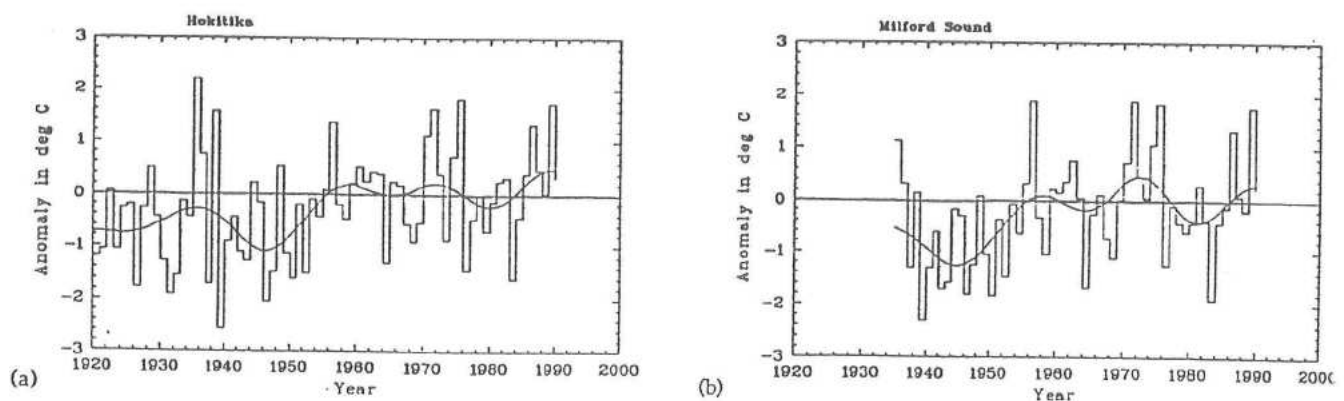 Hokitika
3
2
1
0
-1
-2
-3
Anomaly in deg C
1920 1930 1940 1950 1960 1970 1980 1990 2000
Year
(a)
Milford Sound
3
2
1
0
-1
-2
-3
Anomaly in deg C
1920 1930 1940 1950 1960 1970 1980 1990 200
Year
(b)